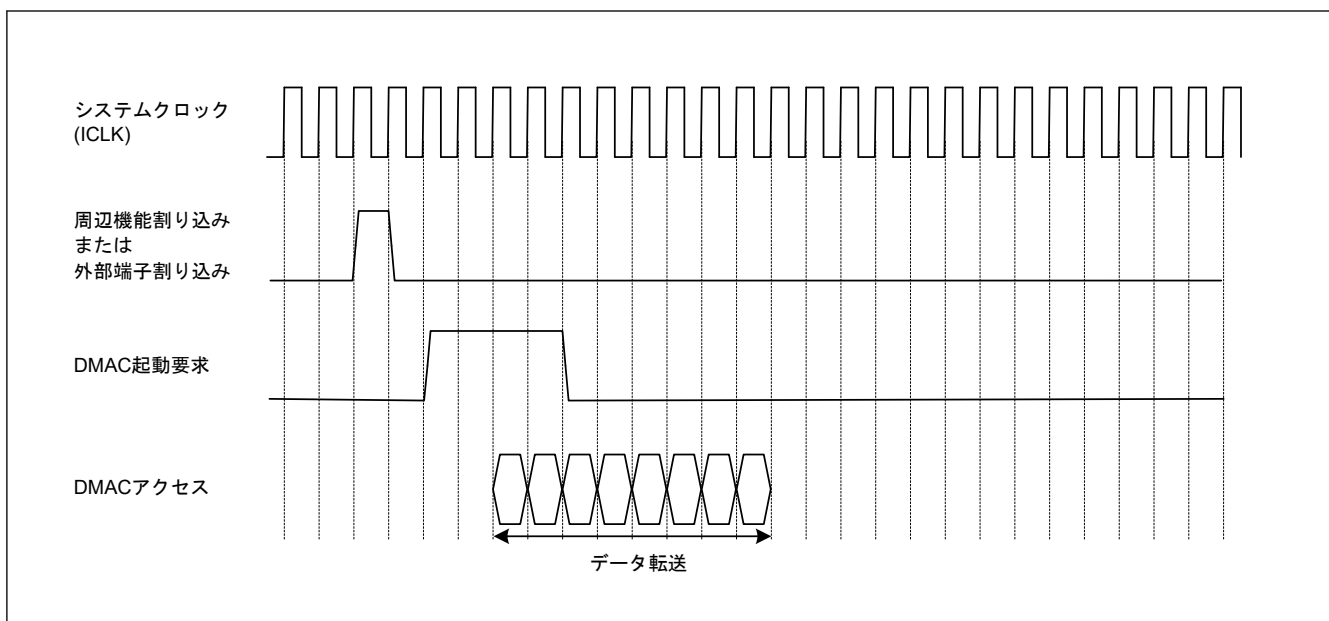 システムクロック
(ICLK)
周辺機能割り込み
または
外部端子割り込み
DMAC起動要求
DMACアクセス
データ転送